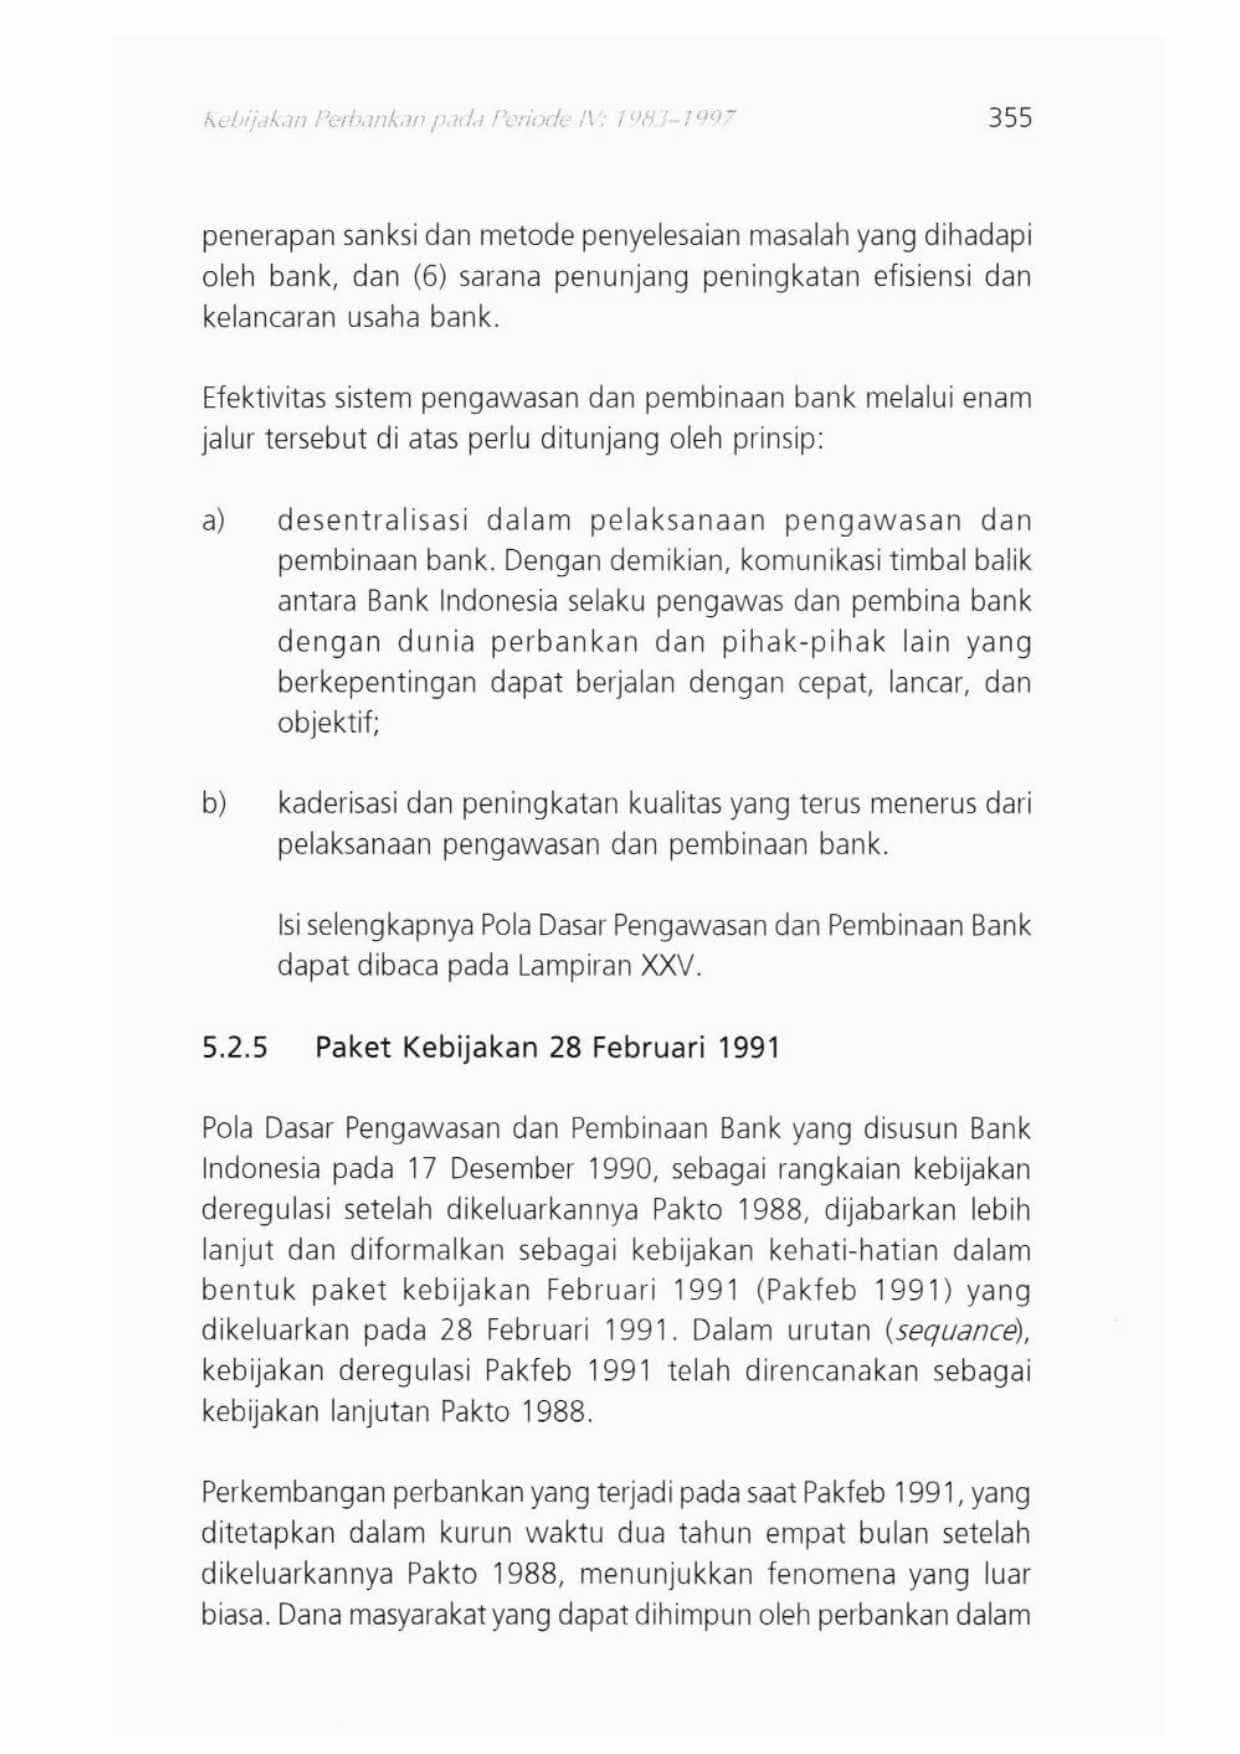 Kebijakan Perbankan pada Periode IV: 1983–1997 355
penerapan sanksi dan metode penyelesaian masalah yang dihadapi
oleh bank, dan (6) sarana penunjang peningkatan efisiensi dan
kelancaran usaha bank.
Efektivitas sistem pengawasan dan pembinaan bank melalui enam
jalur tersebut di atas perlu ditunjang oleh prinsip:
a) desentralisasi dalam pelaksanaan pengawasan dan
pembinaan bank. Dengan demikian, komunikasi timbal balik
antara Bank Indonesia selaku pengawas dan pembina bank
dengan dunia perbankan dan pihak-pihak lain yang
berkepentingan dapat berjalan dengan cepat, lancar, dan
objektif;
b) kaderisasi dan peningkatan kualitas yang terus menerus dari
pelaksanaan pengawasan dan pembinaan bank.
Isi selengkapnya Pola Dasar Pengawasan dan Pembinaan Bank
dapat dibaca pada Lampiran XXV.
5.2.5 Paket Kebijakan 28 Februari 1991
Pola Dasar Pengawasan dan Pembinaan Bank yang disusun Bank
Indonesia pada 17 Desember 1990, sebagai rangkaian kebijakan
deregulasi setelah dikeluarkannya Pakto 1988, dijabarkan lebih
lanjut dan diformalkan sebagai kebijakan kehati-hatian dalam
bentuk paket kebijakan Februari 1991 (Pakfeb 1991) yang
dikeluarkan pada 28 Februari 1991. Dalam urutan (sequance),
kebijakan deregulasi Pakfeb 1991 telah direncanakan sebagai
kebijakan lanjutan Pakto 1988.
Perkembangan perbankan yang terjadi pada saat Pakfeb 1991, yang
ditetapkan dalam kurun waktu dua tahun empat bulan setelah
dikeluarkannya Pakto 1988, menunjukkan fenomena yang luar
biasa. Dana masyarakat yang dapat dihimpun oleh perbankan dalam